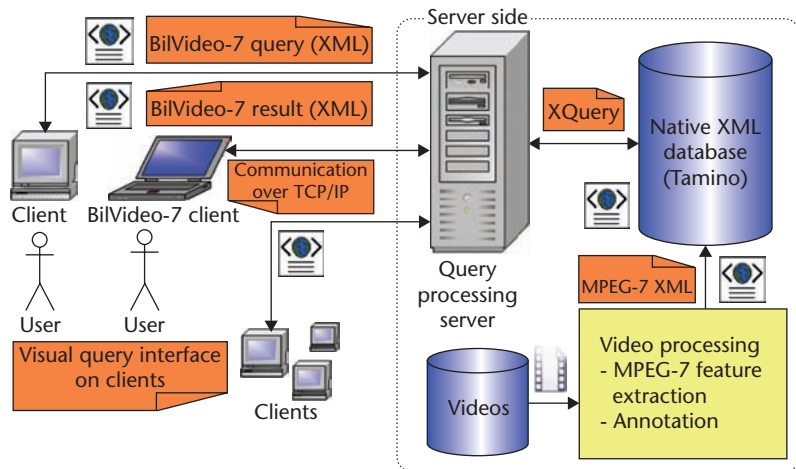 Server side
BilVideo-7 query (XML)
BilVideo-7 result (XML)
XQuery
Native XML
database
(Tamino)
Communication
over TCP/IP
Client
BilVideo-7 client
User
User
Query
processing
server
MPEG-7 XML
Visual query interface
on clients
Clients
Videos
Video processing
- MPEG-7 feature
extraction
- Annotation